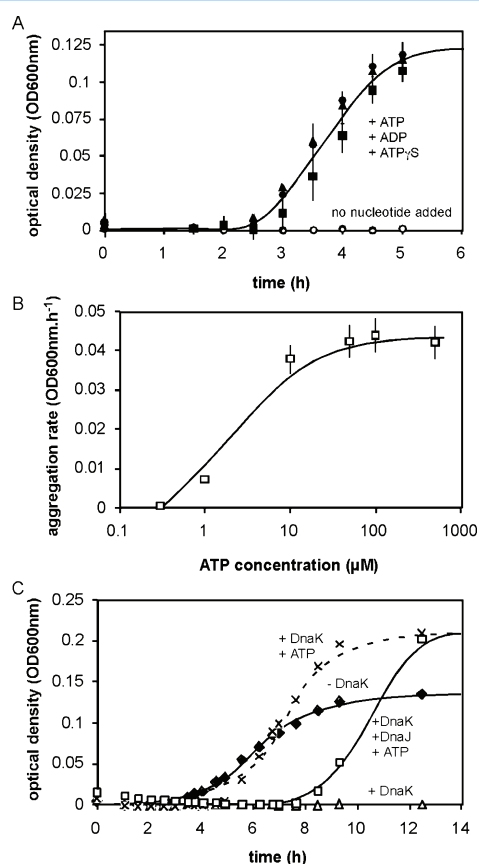 A
optical density (OD600nm)
0.125
0.1
0.075
0.05
0.025
0
+ ATP
+ ADP
+ ATPγS
no nucleotide added
0 1 2 3 4 5 6
time (h)
B
aggregation rate (OD600nm.h-1)
0.05
0.04
0.03
0.02
0.01
0
0.1 1 10 100 1000
ATP concentration (µM)
C
optical density (OD600nm)
0.25
0.2
0.15
0.1
0.05
0
+ DnaK
+ ATP
- DnaK
+DnaK
+DnaJ
+ ATP
+ DnaK
0 2 4 6 8 10 12 14
time (h)